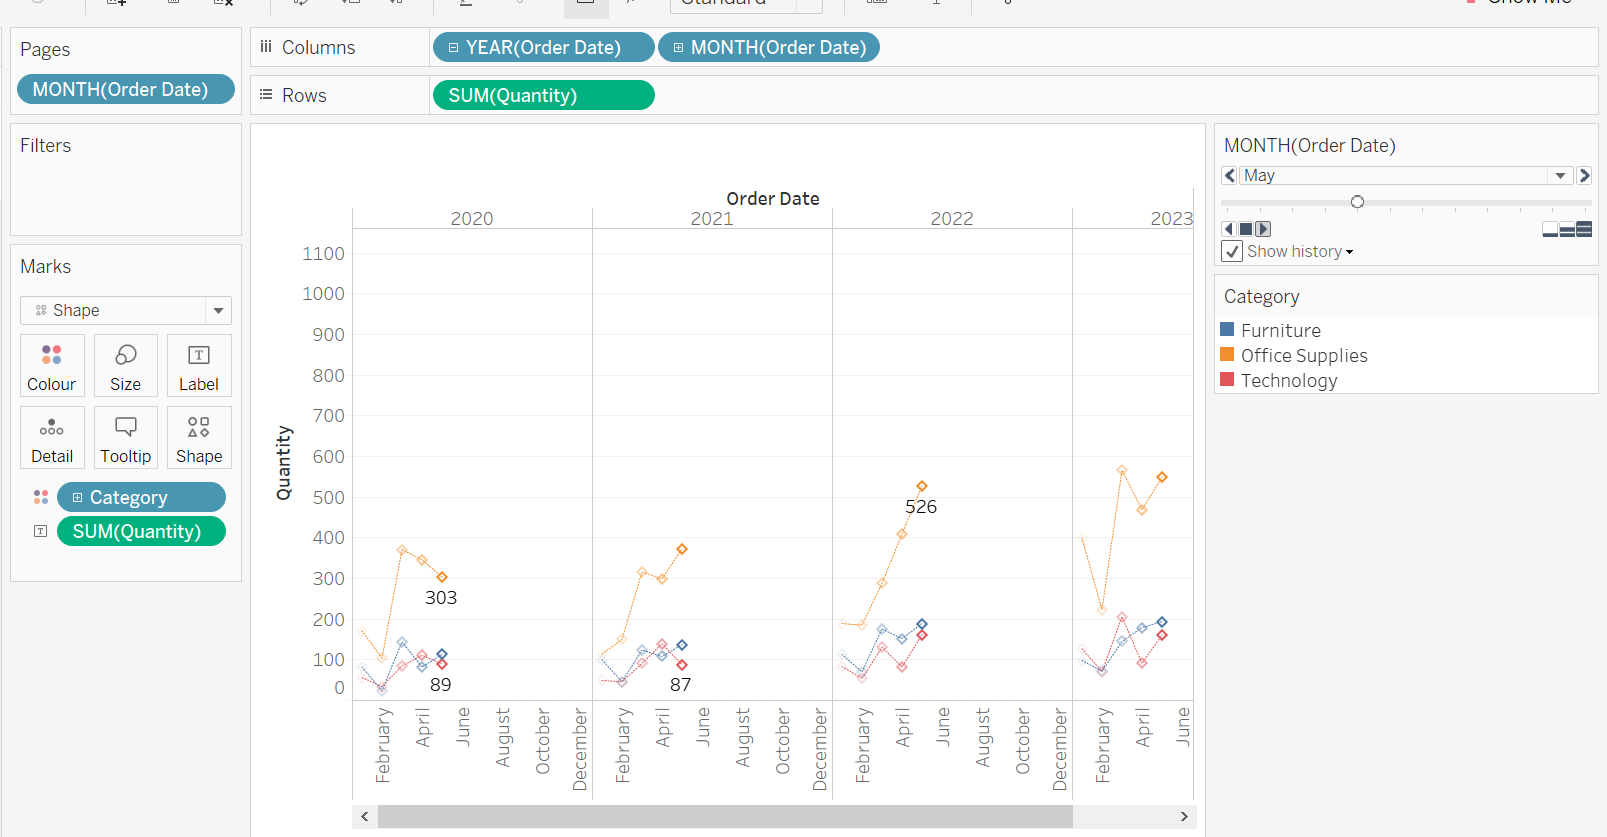 Standard
Show Me
Pages
MONTH(Order Date)
Columns
YEAR(Order Date)
MONTH(Order Date)
Rows
SUM(Quantity)
Filters
Marks
Shape
Colour
Size
Label
Detail
Tooltip
Shape
Category
SUM(Quantity)
Order Date
2020
2021
2022
2023
Quantity
1100
1000
900
800
700
600
500
400
300
200
100
0
303
89
87
526
February
April
June
August
October
December
February
April
June
August
October
December
February
April
June
August
October
December
February
April
June
MONTH(Order Date)
May
Show history
Category
Furniture
Office Supplies
Technology